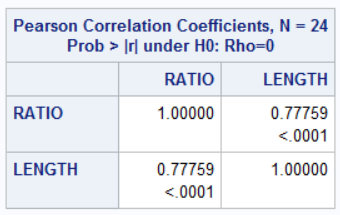 Pearson Correlation Coefficients, N = 24
Prob > |r| under H0: Rho=0
RATIO LENGTH
RATIO 1.00000 0.77759
<.0001
LENGTH 0.77759 1.00000
<.0001